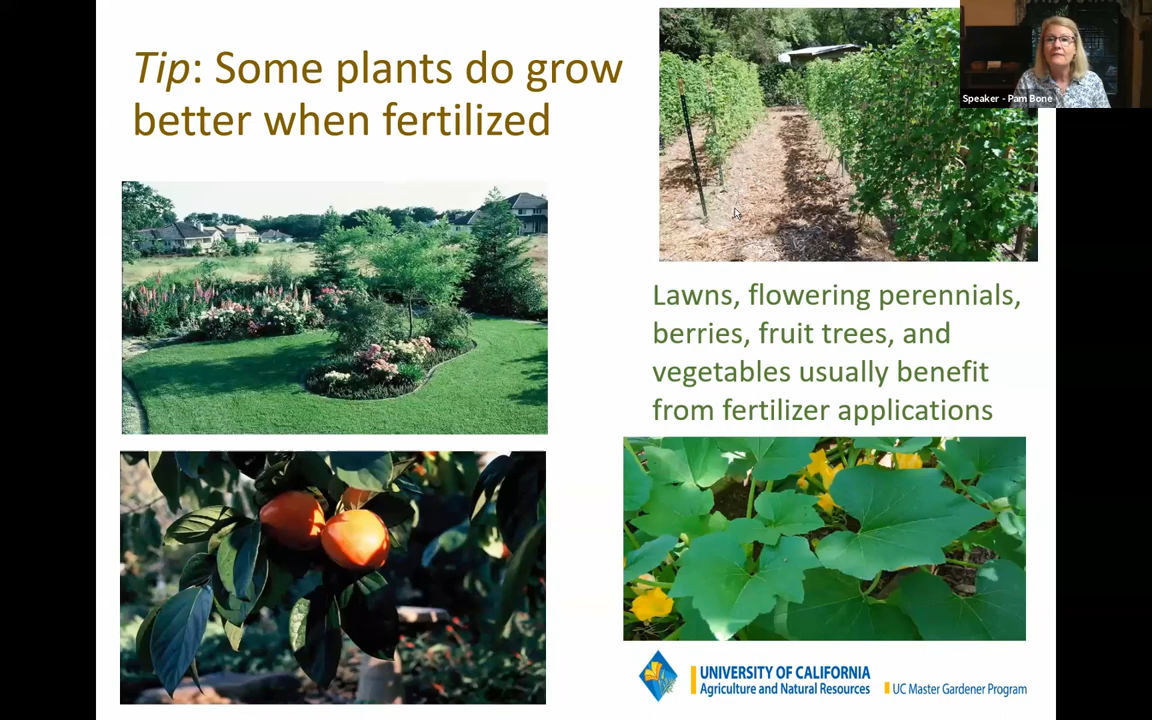 Tip: Some plants do grow
better when fertilized
Speaker - Pam Bone
Lawns, flowering perennials,
berries, fruit trees, and
vegetables usually benefit
from fertilizer applications
UNIVERSITY OF CALIFORNIA
Agriculture and Natural Resources
UC Master Gardener Program